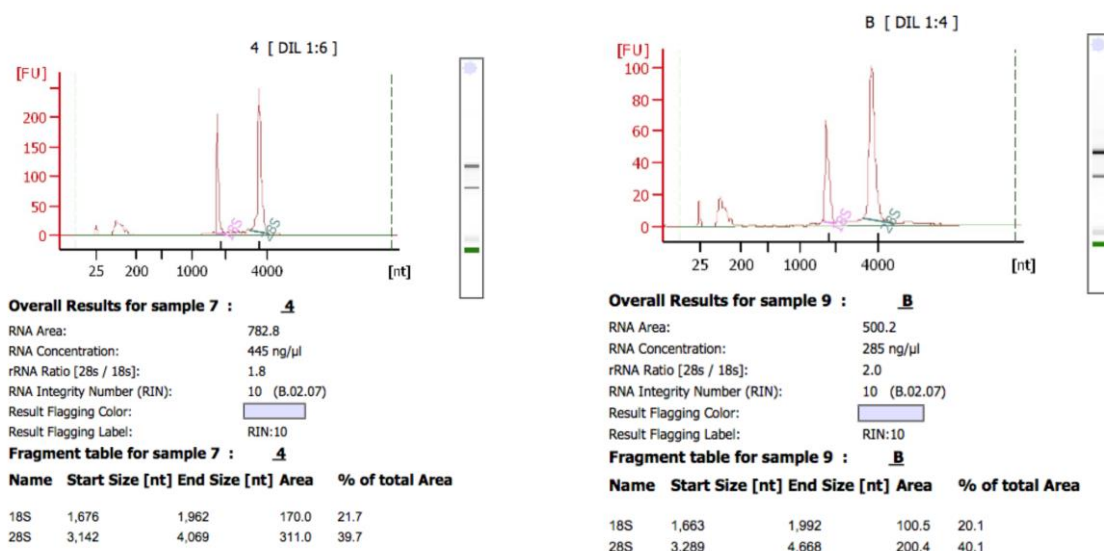 4 [ DIL 1:6 ]
[FU]
200
150
100
50
0
18S
28S
25 200 1000 4000 [nt]
Overall Results for sample 7 : 4
RNA Area: 782.8
RNA Concentration: 445 ng/µl
rRNA Ratio [28s / 18s]: 1.8
RNA Integrity Number (RIN): 10 (B.02.07)
Result Flagging Color:
Result Flagging Label: RIN:10
Fragment table for sample 7 : 4
Name Start Size [nt] End Size [nt] Area % of total Area
18S 1,676 1,962 170.0 21.7
28S 3,142 4,069 311.0 39.7
B [ DIL 1:4 ]
[FU]
100
80
60
40
20
0
18S
28S
25 200 1000 4000 [nt]
Overall Results for sample 9 : B
RNA Area: 500.2
RNA Concentration: 285 ng/µl
rRNA Ratio [28s / 18s]: 2.0
RNA Integrity Number (RIN): 10 (B.02.07)
Result Flagging Color:
Result Flagging Label: RIN:10
Fragment table for sample 9 : B
Name Start Size [nt] End Size [nt] Area % of total Area
18S 1,663 1,992 100.5 20.1
28S 3,289 4,668 200.4 40.1